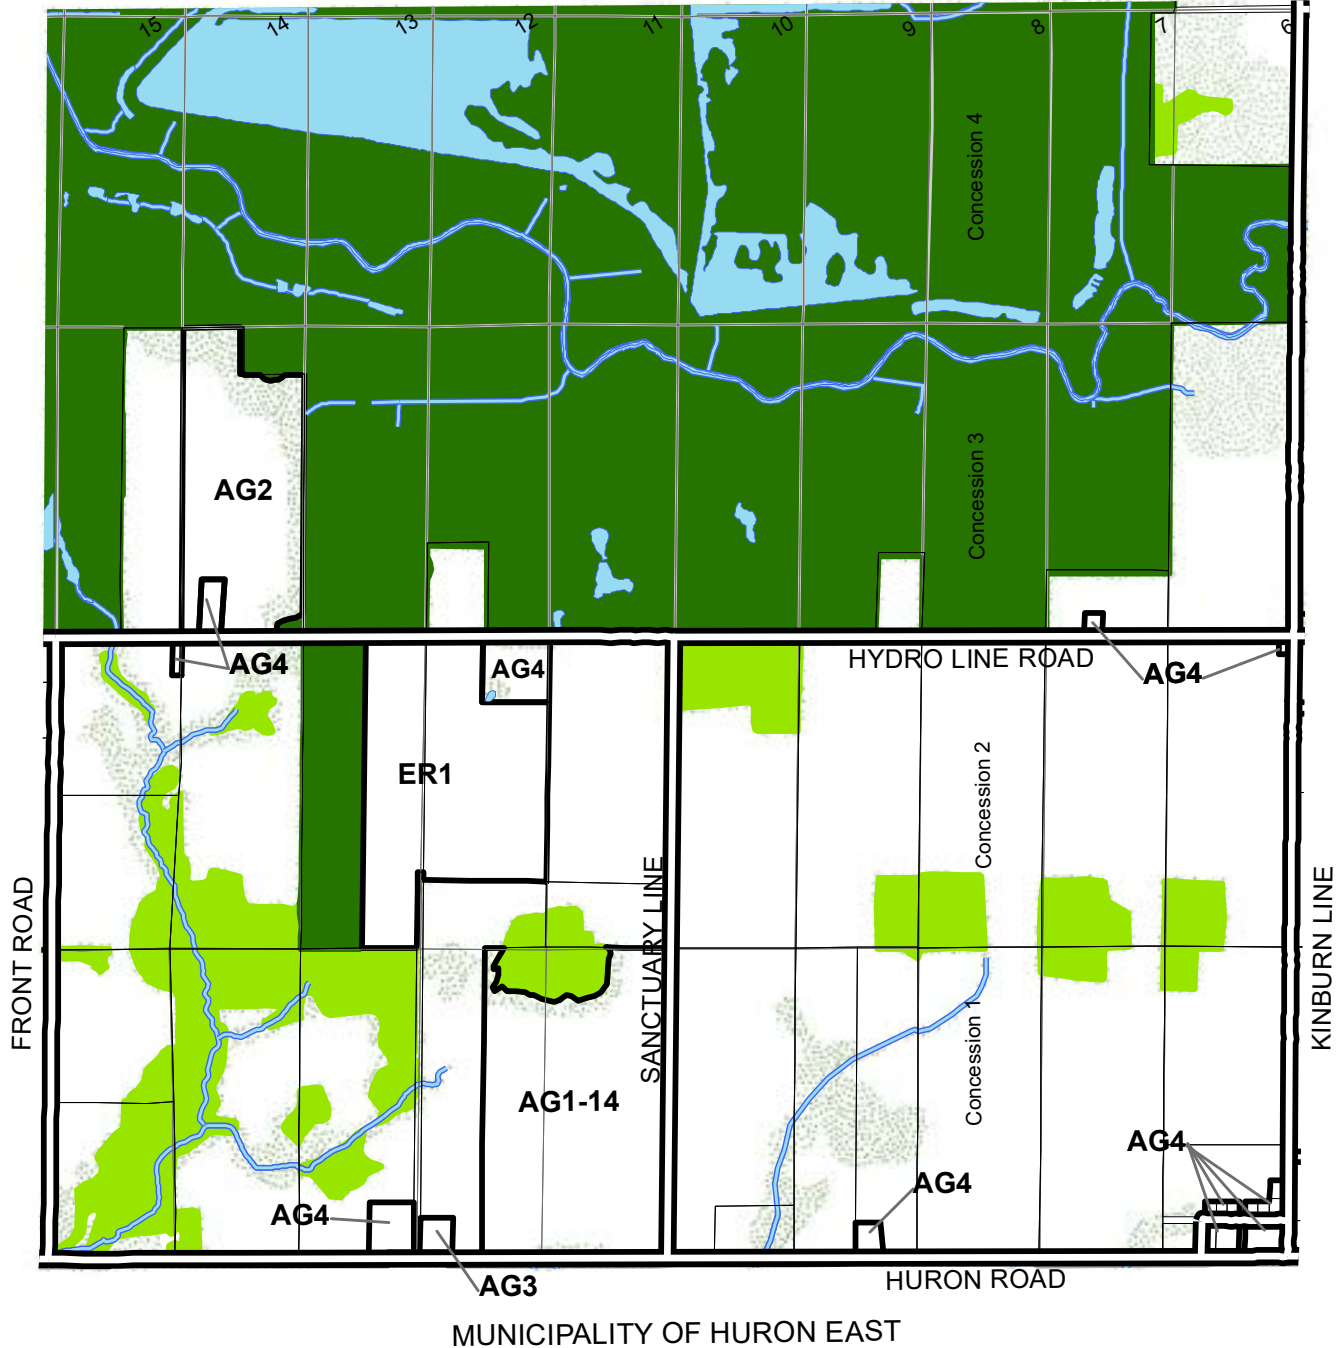 15
14
13
12
11
10
9
8
7
6
Concession 4
Concession 3
AG2
AG4
AG4
HYDRO LINE ROAD
AG4
ER1
Concession 2
FRONT ROAD
SANCTUARY LINE
KINBURN LINE
Concession 1
AG1-14
AG4
AG4
AG4
AG3
HURON ROAD
MUNICIPALITY OF HURON EAST